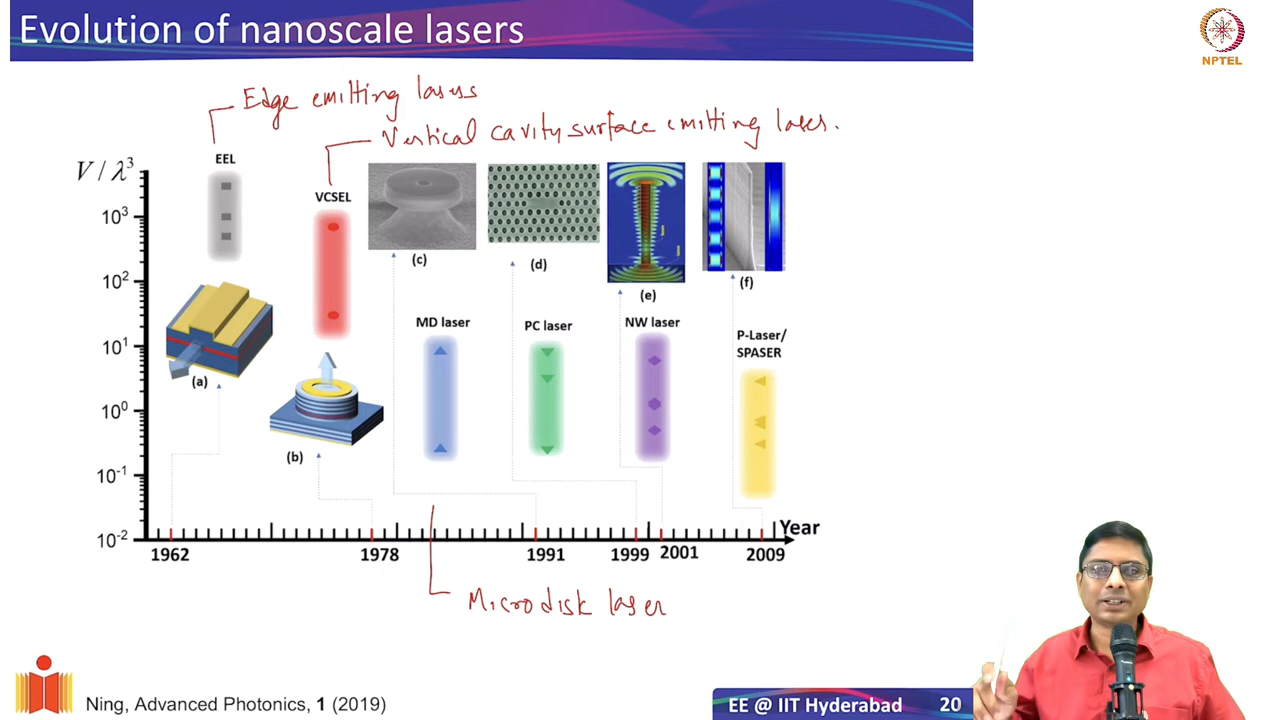 Evolution of nanoscale lasers
NPTEL
Edge emitting lasers
Vertical cavity surface emitting lasers.
V / λ³
EEL
VCSEL
(c)
(d)
(e)
(f)
MD laser
PC laser
NW laser
P-Laser/
SPASER
(a)
(b)
10³
10²
10¹
10⁰
10⁻¹
10⁻²
Year
1962
1978
1991
1999
2001
2009
Microdisk laser
Ning, Advanced Photonics, 1 (2019)
EE @ IIT Hyderabad 20